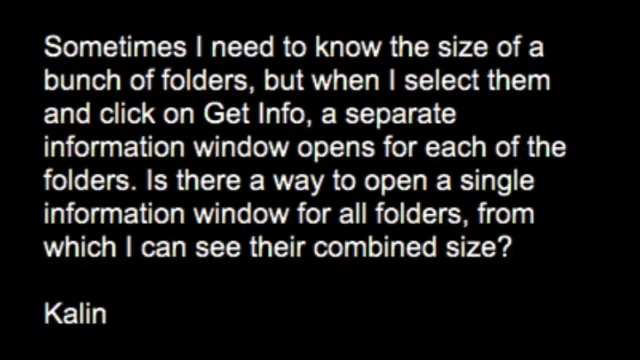 Sometimes I need to know the size of a
bunch of folders, but when I select them
and click on Get Info, a separate
information window opens for each of the
folders. Is there a way to open a single
information window for all folders, from
which I can see their combined size?
Kalin